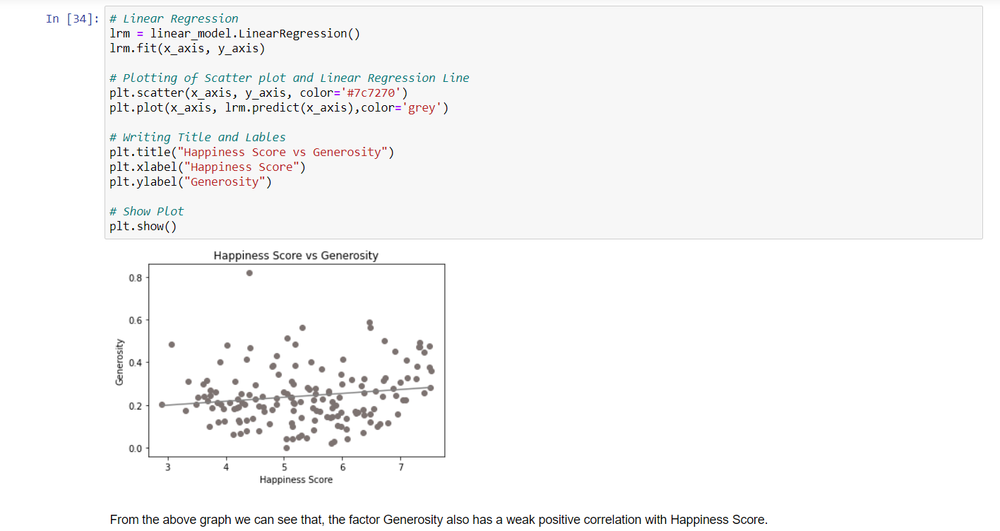 In [34]: # Linear Regression
lrm = linear_model.LinearRegression()
lrm.fit(x_axis, y_axis)
# Plotting of Scatter plot and Linear Regression Line
plt.scatter(x_axis, y_axis, color='#7c7270')
plt.plot(x_axis, lrm.predict(x_axis),color='grey')
# Writing Title and Lables
plt.title("Happiness Score vs Generosity")
plt.xlabel("Happiness Score")
plt.ylabel("Generosity")
# Show Plot
plt.show()
Happiness Score vs Generosity
0.8
0.6
0.4
0.2
0.0
Generosity
3 4 5 6 7
Happiness Score
From the above graph we can see that, the factor Generosity also has a weak positive correlation with Happiness Score.